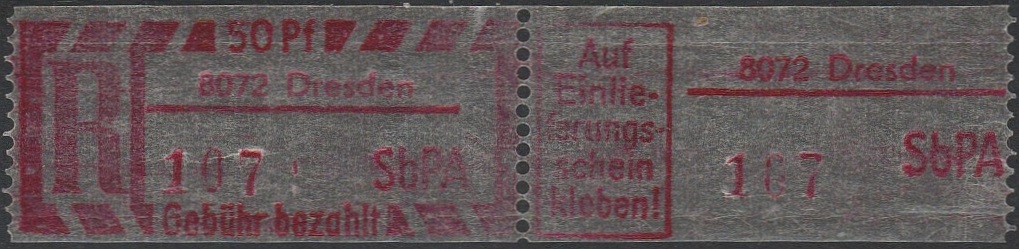 50 Pf
R
8072 Dresden
107
SbPA
Gebühr bezahlt
Auf
Einlie-
ferungs-
schein
kleben!
8072 Dresden
107
SbPA